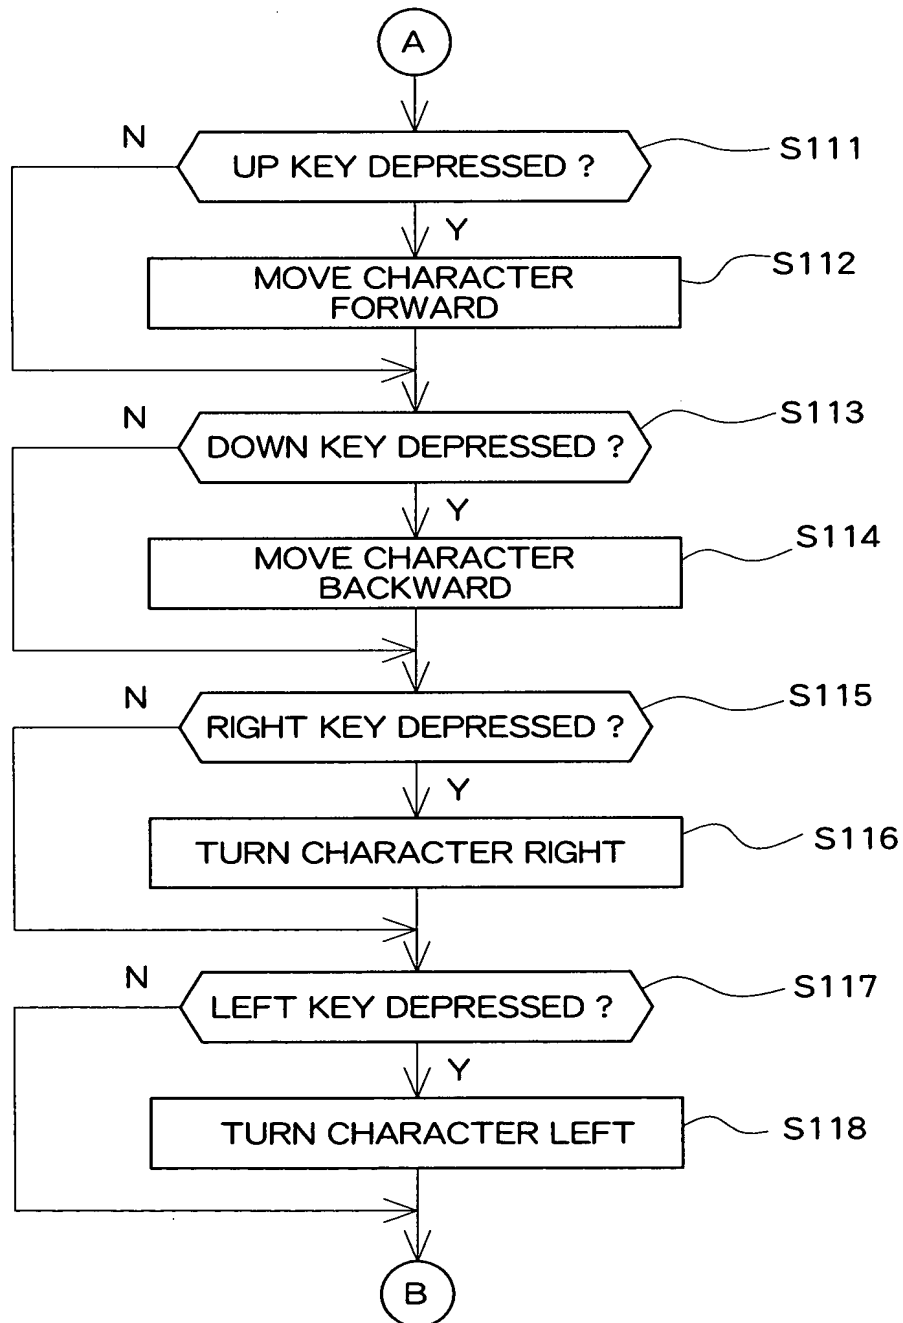 A
N
UP KEY DEPRESSED ?
S111
Y
MOVE CHARACTER
FORWARD
S112
N
DOWN KEY DEPRESSED ?
S113
Y
MOVE CHARACTER
BACKWARD
S114
N
RIGHT KEY DEPRESSED ?
S115
Y
TURN CHARACTER RIGHT
S116
N
LEFT KEY DEPRESSED ?
S117
Y
TURN CHARACTER LEFT
S118
B